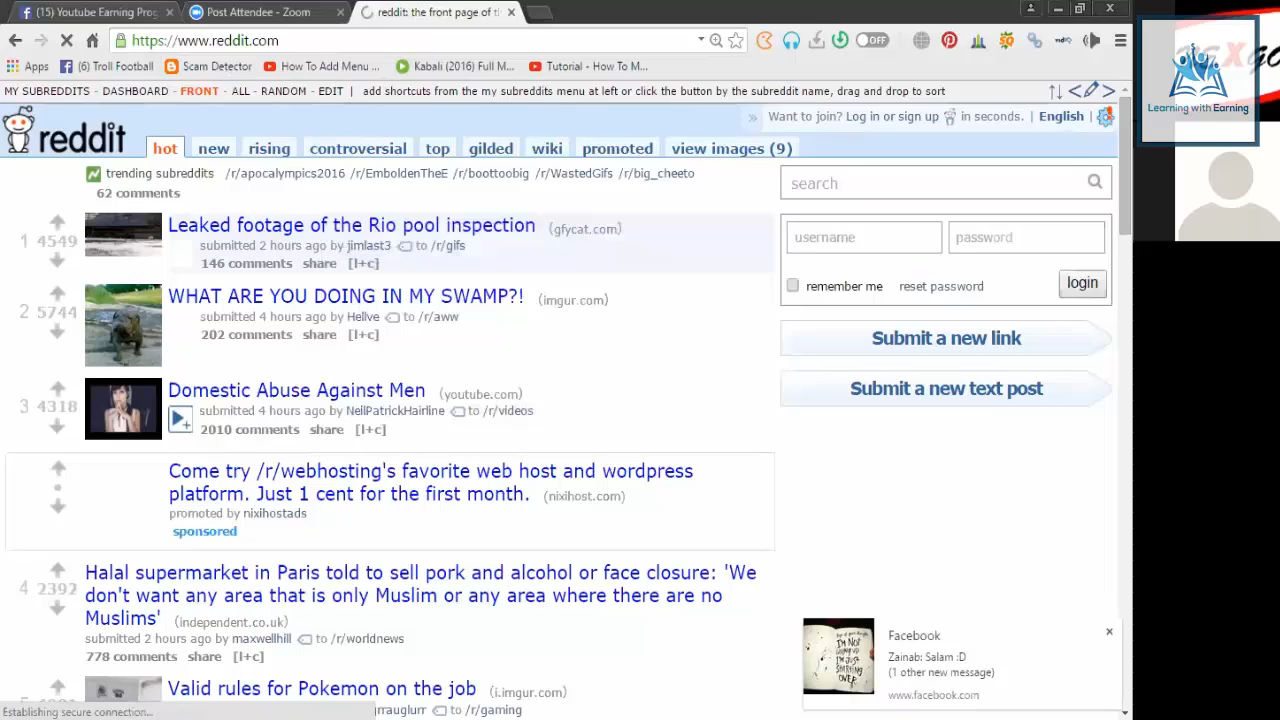 (15) Youtube Earning Prog
Post Attendee - Zoom
reddit: the front page of th
https://www.reddit.com
OFF
Apps
(6) Troll Football
Scam Detector
How To Add Menu ...
Kabali (2016) Full M...
Tutorial - How To M...
MY SUBREDDITS - DASHBOARD - FRONT - ALL - RANDOM - EDIT | add shortcuts from the my subreddits menu at left or click the button by the subreddit name, drag and drop to sort
Learning with Earning
reddit
Want to join? Log in or sign up in seconds. | English |
hot new rising controversial top gilded wiki promoted view images (9)
trending subreddits /r/apocalympics2016 /r/EmboldenTheE /r/boottoobig /r/WastedGifs /r/big_cheeto
62 comments
search
1 4549
Leaked footage of the Rio pool inspection (gfycat.com)
submitted 2 hours ago by jimlast3 to /r/gifs
146 comments share [l+c]
username password
remember me reset password login
2 5744
WHAT ARE YOU DOING IN MY SWAMP?! (imgur.com)
submitted 4 hours ago by Hellve to /r/aww
202 comments share [l+c]
Submit a new link
Submit a new text post
3 4318
Domestic Abuse Against Men (youtube.com)
submitted 4 hours ago by NeilPatrickHairline to /r/videos
2010 comments share [l+c]
Come try /r/webhosting's favorite web host and wordpress
platform. Just 1 cent for the first month. (nixihost.com)
promoted by nixihostads
sponsored
4 2392
Halal supermarket in Paris told to sell pork and alcohol or face closure: 'We
don't want any area that is only Muslim or any area where there are no
Muslims' (independent.co.uk)
submitted 2 hours ago by maxwellhill to /r/worldnews
778 comments share [l+c]
Valid rules for Pokemon on the job (i.imgur.com)
to /r/gaming
Facebook
Zainab: Salam :D
(1 other new message)
www.facebook.com
Establishing secure connection...